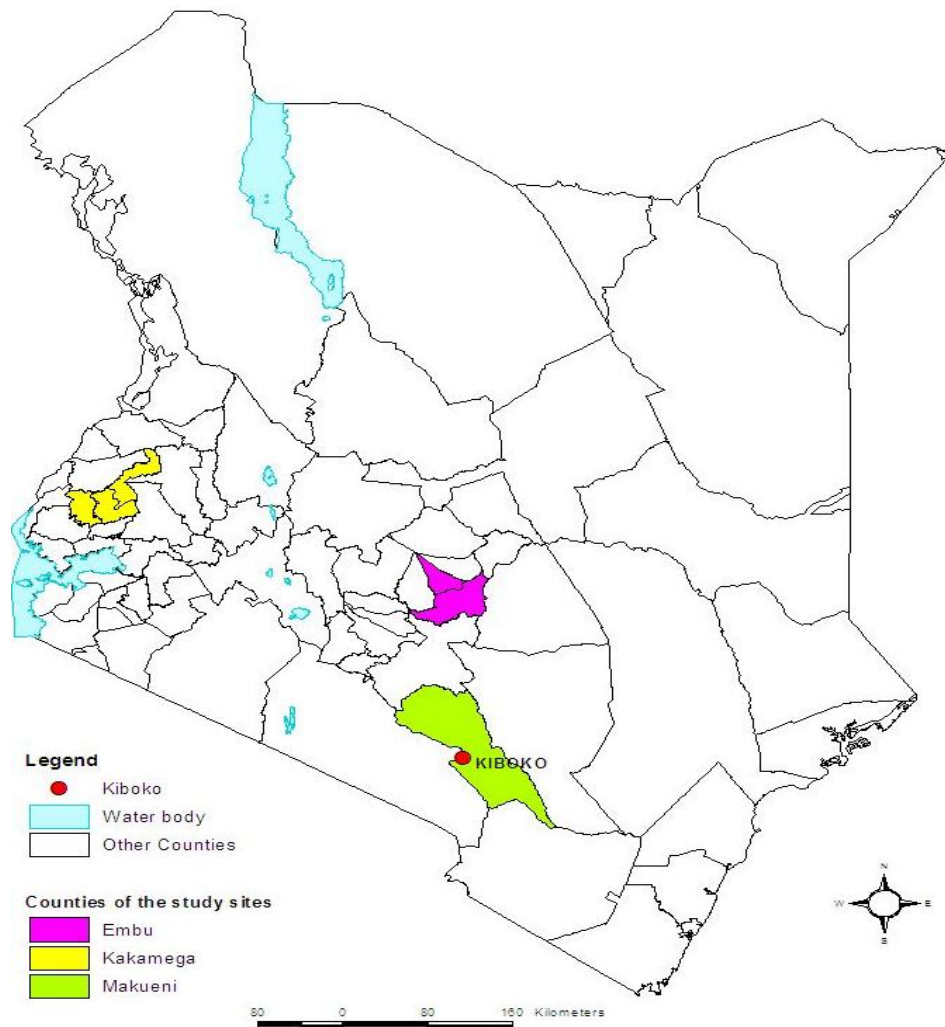 KIBOKO
Legend
Kiboko
Water body
Other Counties
Counties of the study sites
Embu
Kakamega
Makueni
N
W E
S
80 0 80 160 Kilometers